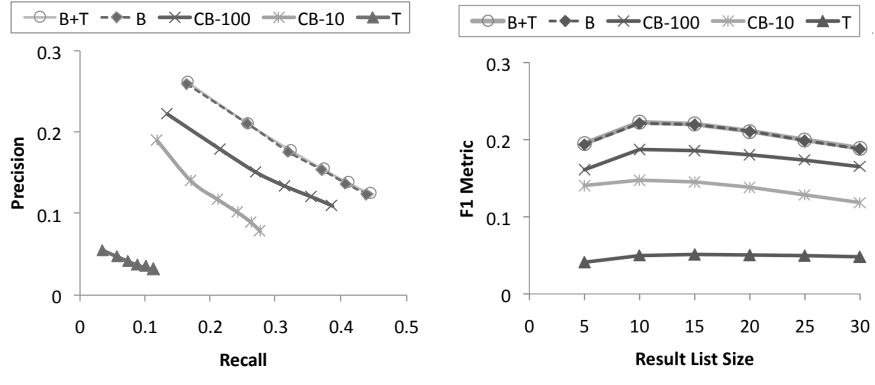 B+T B CB-100 CB-10 T
0.3
0.2
0.1
0
Precision
0 0.1 0.2 0.3 0.4 0.5
Recall
B+T B CB-100 CB-10 T
0.3
0.2
0.1
0.0
F1 Metric
0 5 10 15 20 25 30
Result List Size